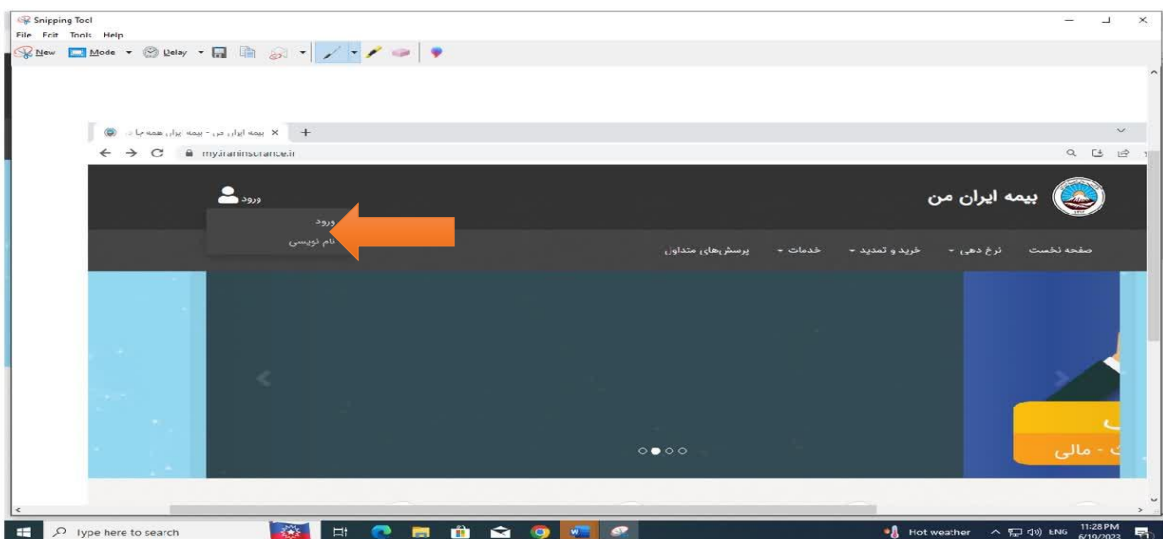 Snipping Tool
File Edit Tools Help
New Mode Delay
بیمه ایران من - بیمه ایران همه جا
my.iraninsurance.ir
بیمه ایران من
ورود
ورود
نام نویسی
صفحه نخست نرخ دهی خرید و تمدید خدمات پرسش‌های متداول
ت - مالی
Type here to search
Hot weather ENG 11:28 PM
6/19/2023